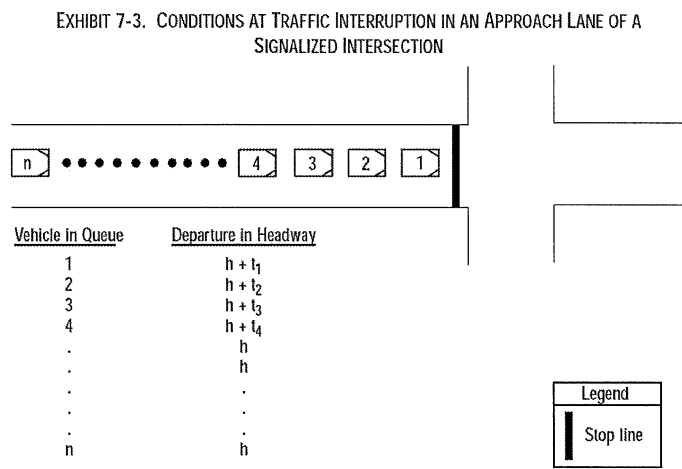 EXHIBIT 7-3. CONDITIONS AT TRAFFIC INTERRUPTION IN AN APPROACH LANE OF A
SIGNALIZED INTERSECTION
n 4 3 2 1
Vehicle in Queue Departure in Headway
1 h + t1
2 h + t2
3 h + t3
4 h + t4
. h
. h
. .
. .
. .
n h
Legend
Stop line